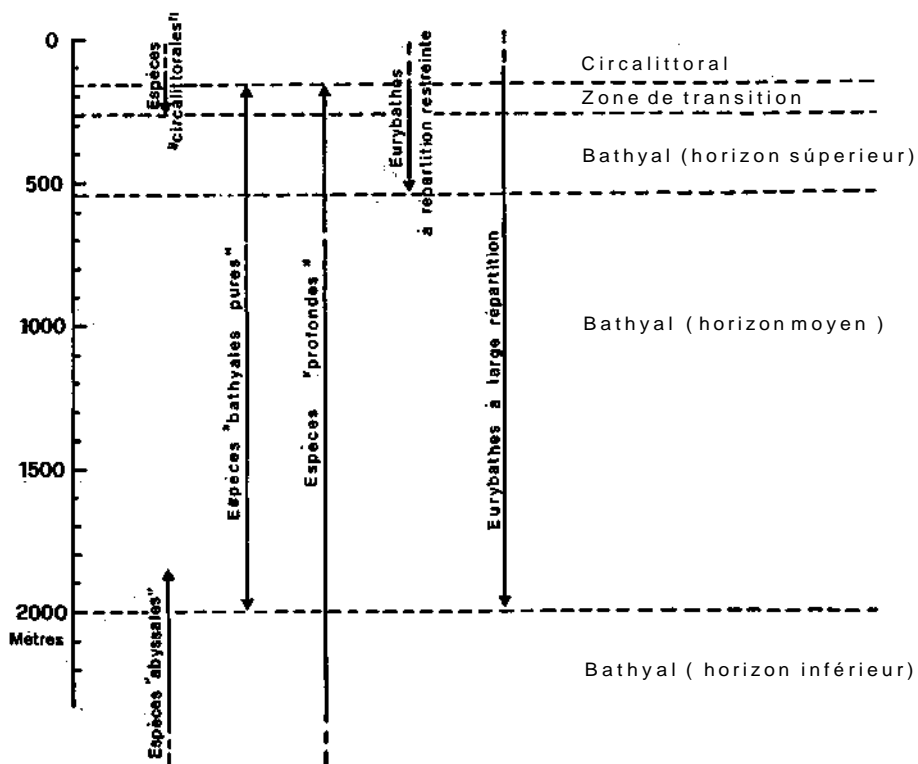 0
500
1000
1500
2000
Mètres
Espèces
"circalittorales"
Espèces "bathyales pures"
Espèces "profondes"
Eurybathes
à répartition restreinte
Eurybathes à large répartition
Espèces "abyssales"
Circalittoral
Zone de transition
Bathyal (horizon súperieur)
Bathyal (horizon moyen)
Bathyal (horizon inférieur)